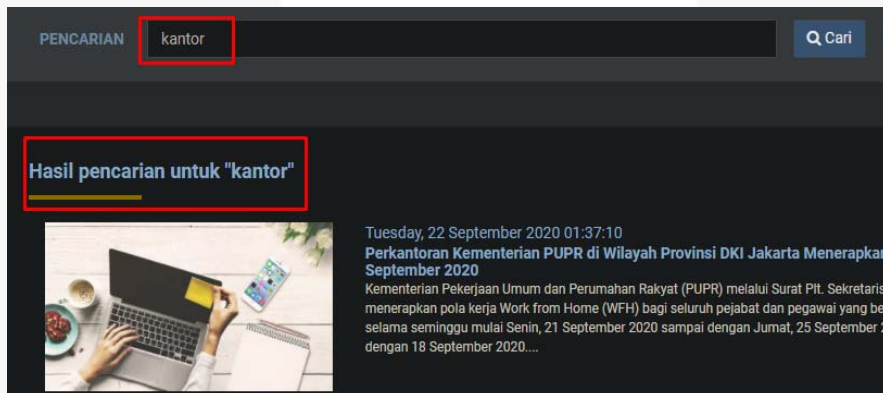 PENCARIAN kantor Cari
Hasil pencarian untuk "kantor"
Tuesday, 22 September 2020 01:37:10
Perkantoran Kementerian PUPR di Wilayah Provinsi DKI Jakarta Menerapkan
September 2020
Kementerian Pekerjaan Umum dan Perumahan Rakyat (PUPR) melalui Surat Plt. Sekretaris
menerapkan pola kerja Work from Home (WFH) bagi seluruh pejabat dan pegawai yang be
selama seminggu mulai Senin, 21 September 2020 sampai dengan Jumat, 25 September 2
dengan 18 September 2020....